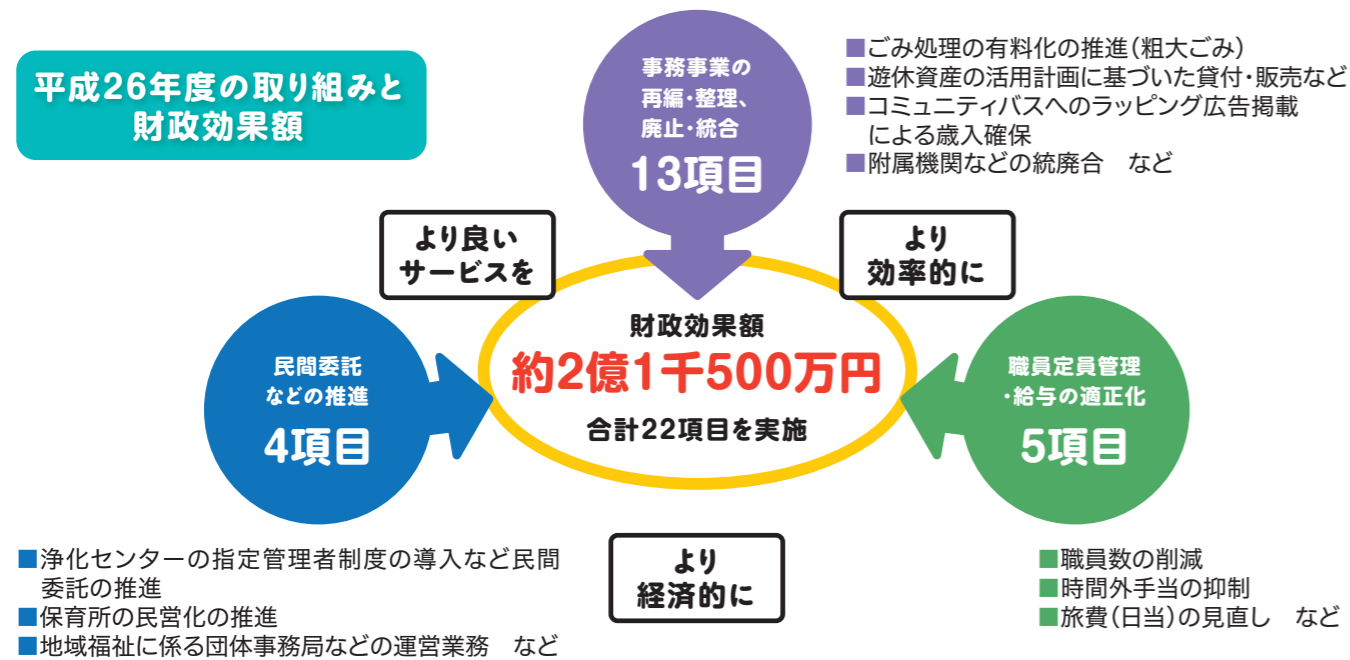 平成26年度の取り組みと
財政効果額
事務事業の
再編・整理、
廃止・統合
13項目
■ごみ処理の有料化の推進（粗大ごみ）
■遊休資産の活用計画に基づいた貸付・販売など
■コミュニティバスへのラッピング広告掲載
による歳入確保
■附属機関などの統廃合　など
より良い
サービスを
より
効率的に
財政効果額
約2億1千500万円
合計22項目を実施
民間委託
などの推進
4項目
職員定員管理
・給与の適正化
5項目
より
経済的に
■浄化センターの指定管理者制度の導入など民間
委託の推進
■保育所の民営化の推進
■地域福祉に係る団体事務局などの運営業務　など
■職員数の削減
■時間外手当の抑制
■旅費（日当）の見直し　など